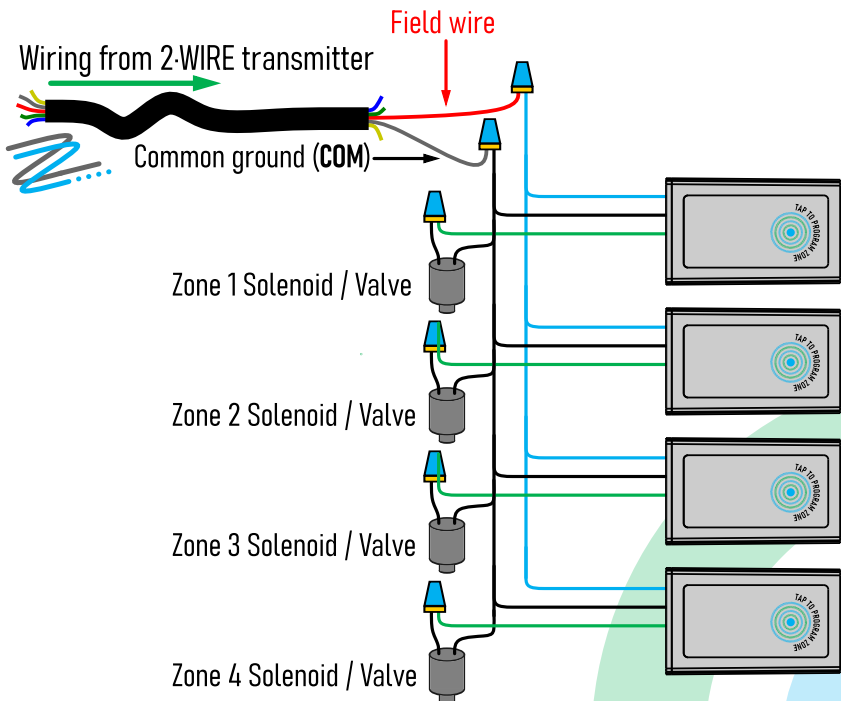 Field wire
Wiring from 2·WIRE transmitter
Common ground (COM)
TAP TO PROGRAM ZONE
Zone 1 Solenoid / Valve
TAP TO PROGRAM ZONE
Zone 2 Solenoid / Valve
TAP TO PROGRAM ZONE
Zone 3 Solenoid / Valve
TAP TO PROGRAM ZONE
Zone 4 Solenoid / Valve